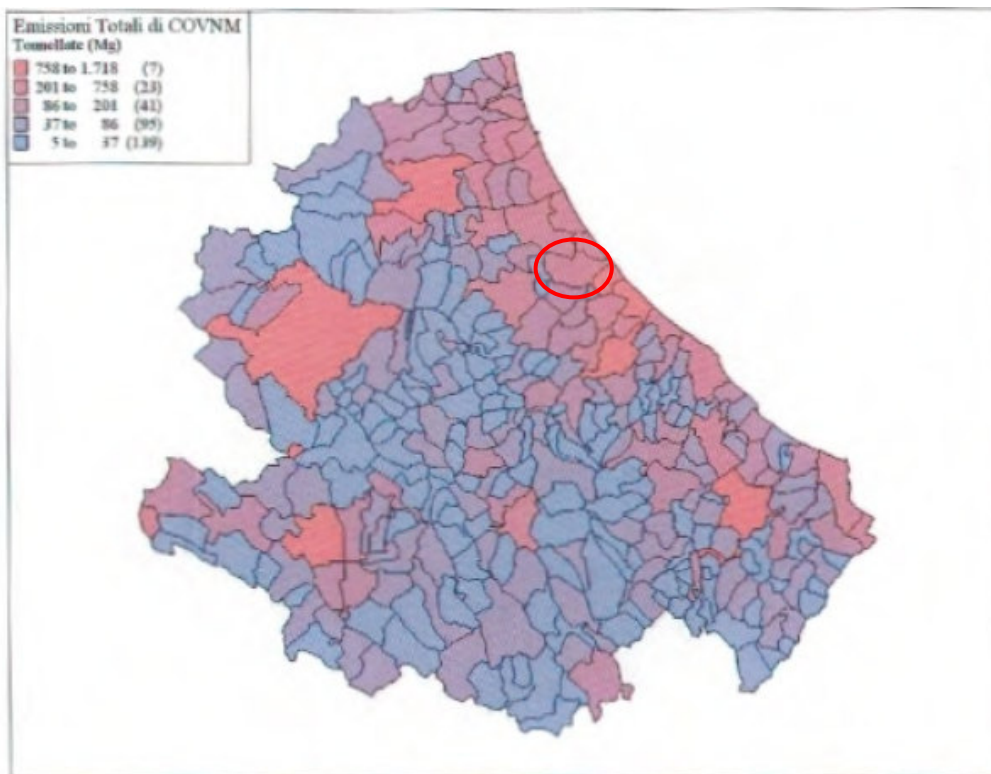 Emissioni Totali di COVNM
Tonnellate (Mg)
758 to 1.718 (7)
201 to 758 (23)
86 to 201 (41)
37 to 86 (95)
5 to 37 (139)